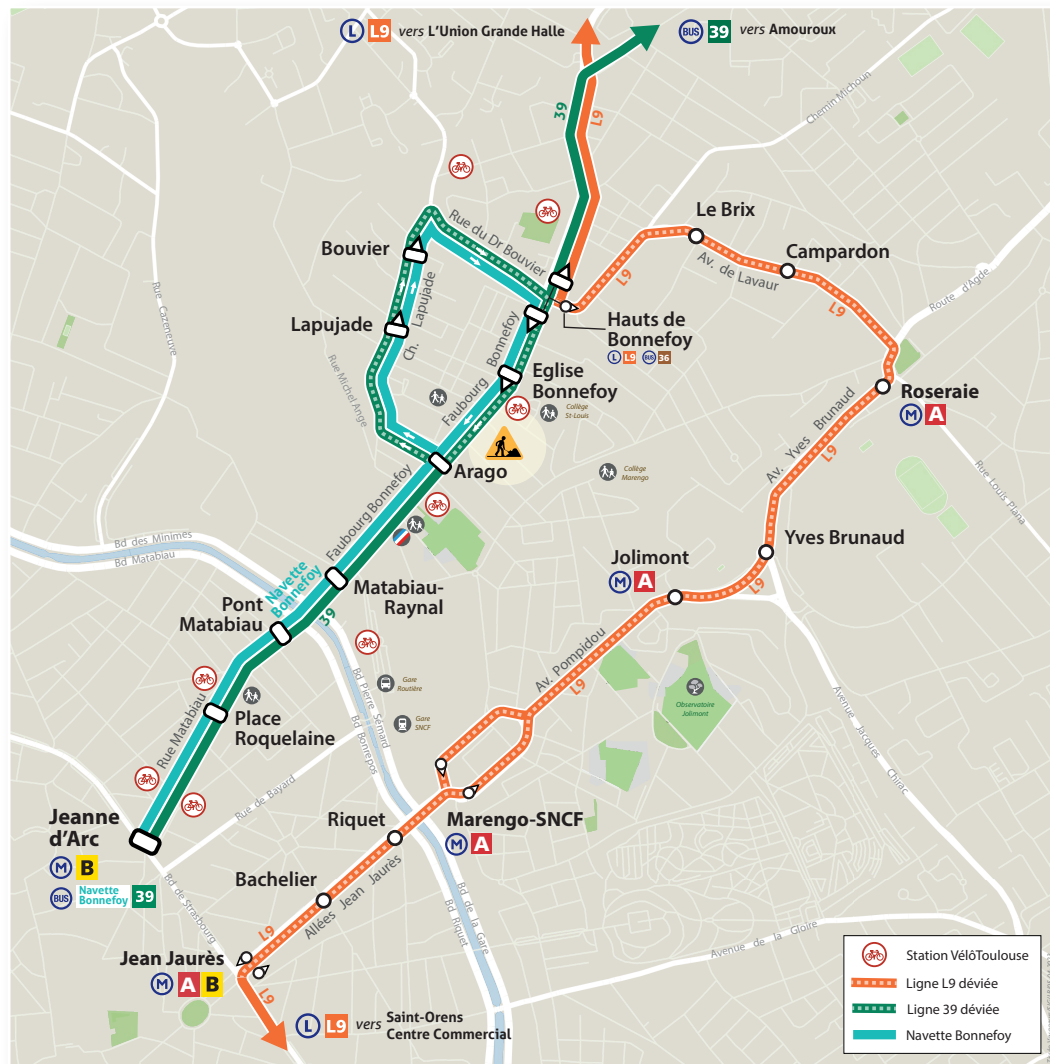 L L9 vers L'Union Grande Halle
BUS 39 vers Amouroux
39
L9
Chemin Michoun
Rue du Dr Bouvier
Le Brix
Bouvier
Campardon
Av. de Lavaur
Route d'Agde
Rue Cazeneuve
L9
L9
Lapujade
Ch. Lapujade
Hauts de
Bonnefoy
L L9 BUS 36
Rue Michel Ange
Faubourg Bonnefoy
Eglise
Bonnefoy
Roseraie
M A
Collège
St-Louis
Av. Yves Brunaud
L9
Arago
Collège
Marengo
Rue Louis Plana
Faubourg Bonnefoy
Bd des Minimes
Bd Matabiau
Yves Brunaud
Jolimont
M A
L9
Navette
Bonnefoy
39
Matabiau-
Raynal
Pont
Matabiau
Av. Pompidou
L9
Bd Pierre Sémard
Bd Bonrepos
Gare
Routière
Gare
SNCF
Observatoire
Jolimont
Rue Matabiau
Place
Roquelaine
Avenue Jacques Chirac
Rue de Bayard
Jeanne
d'Arc
M B
BUS Navette
Bonnefoy 39
Riquet
Marengo-SNCF
M A
Bachelier
Allées Jean Jaurès
Bd de Strasbourg
Bd de la Gare
Bd Riquet
L9
Avenue de la Gloire
Jean Jaurès
M A B
L9
L L9 vers Saint-Orens
Centre Commercial
Station VélÔToulouse
Ligne L9 déviée
Ligne 39 déviée
Navette Bonnefoy